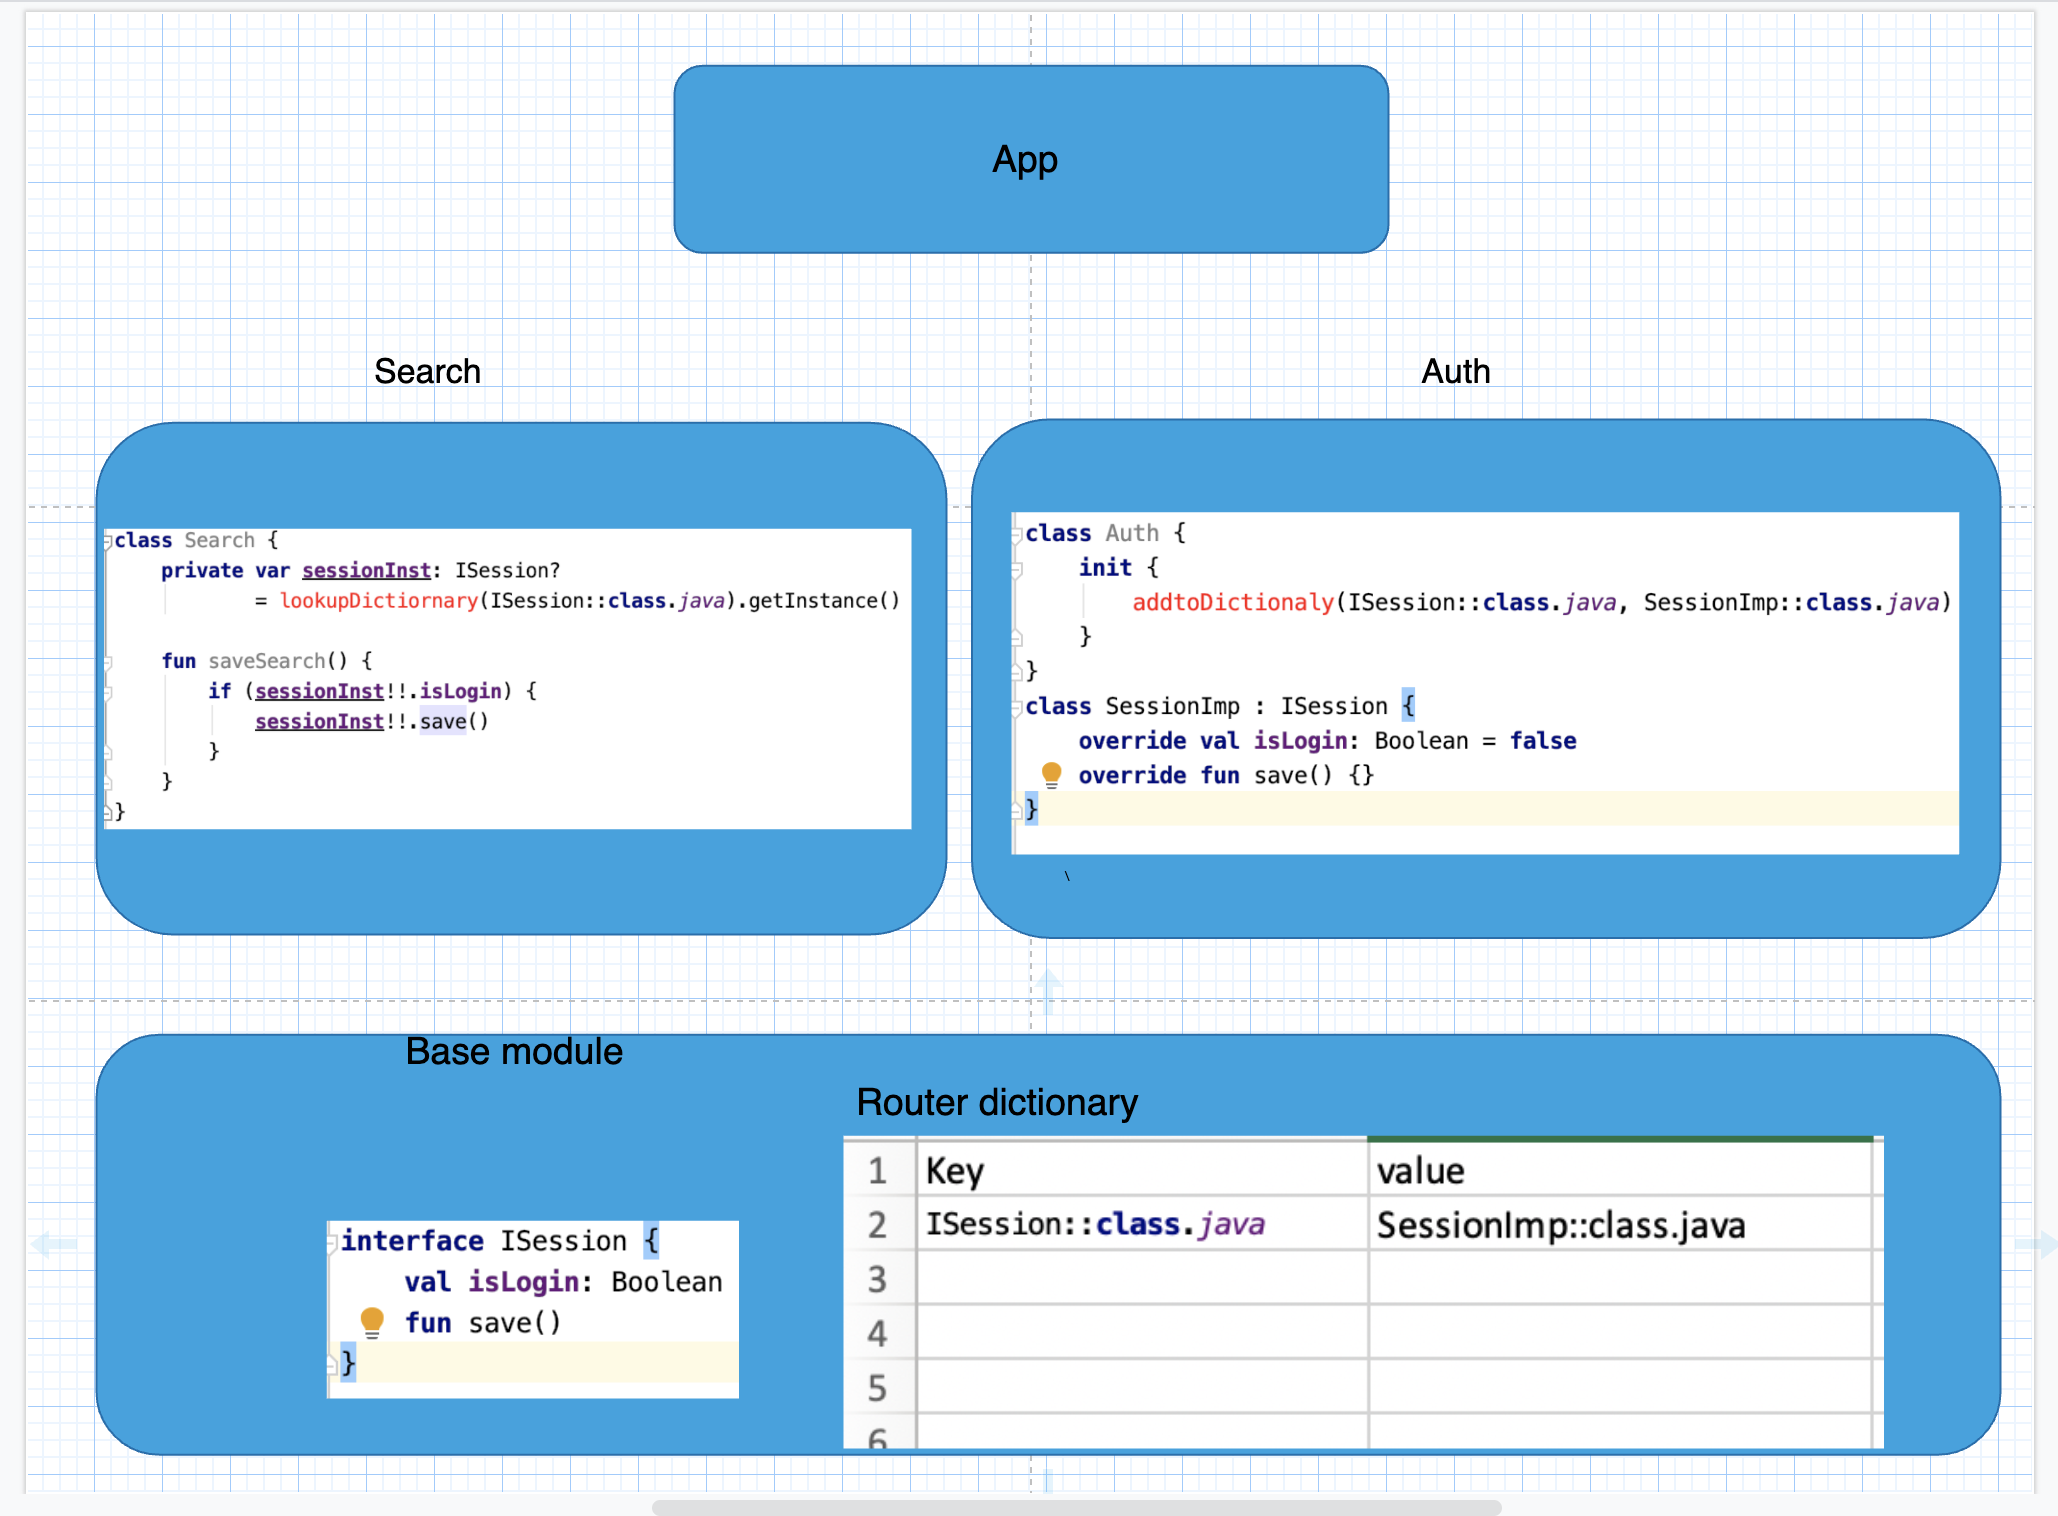 App
Search
Auth
class Search {
private var sessionInst: ISession?
= lookupDictiornary(ISession::class.java).getInstance()
fun saveSearch() {
if (sessionInst!!.isLogin) {
sessionInst!!.save()
}
}
}
class Auth {
init {
addtoDictionaly(ISession::class.java, SessionImp::class.java)
}
}
class SessionImp : ISession {
override val isLogin: Boolean = false
override fun save() {}
}
\
Base module
Router dictionary
interface ISession {
val isLogin: Boolean
fun save()
}
1 Key value
2 ISession::class.java SessionImp::class.java
3
4
5
6